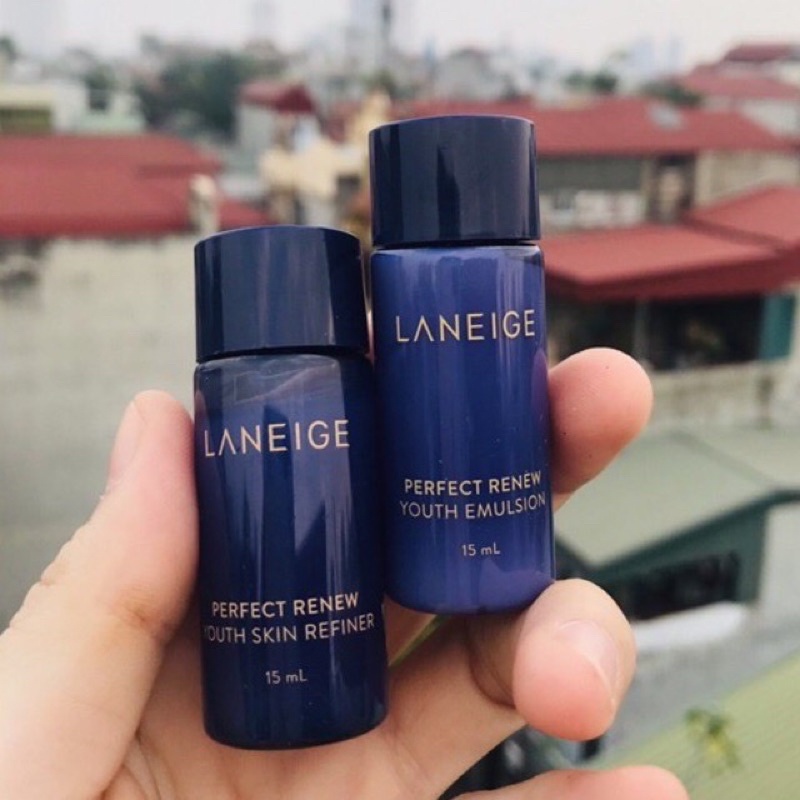 LANEIGE
PERFECT RENEW
YOUTH SKIN REFINER
15 mL
LANEIGE
PERFECT RENEW
YOUTH EMULSION
15 mL